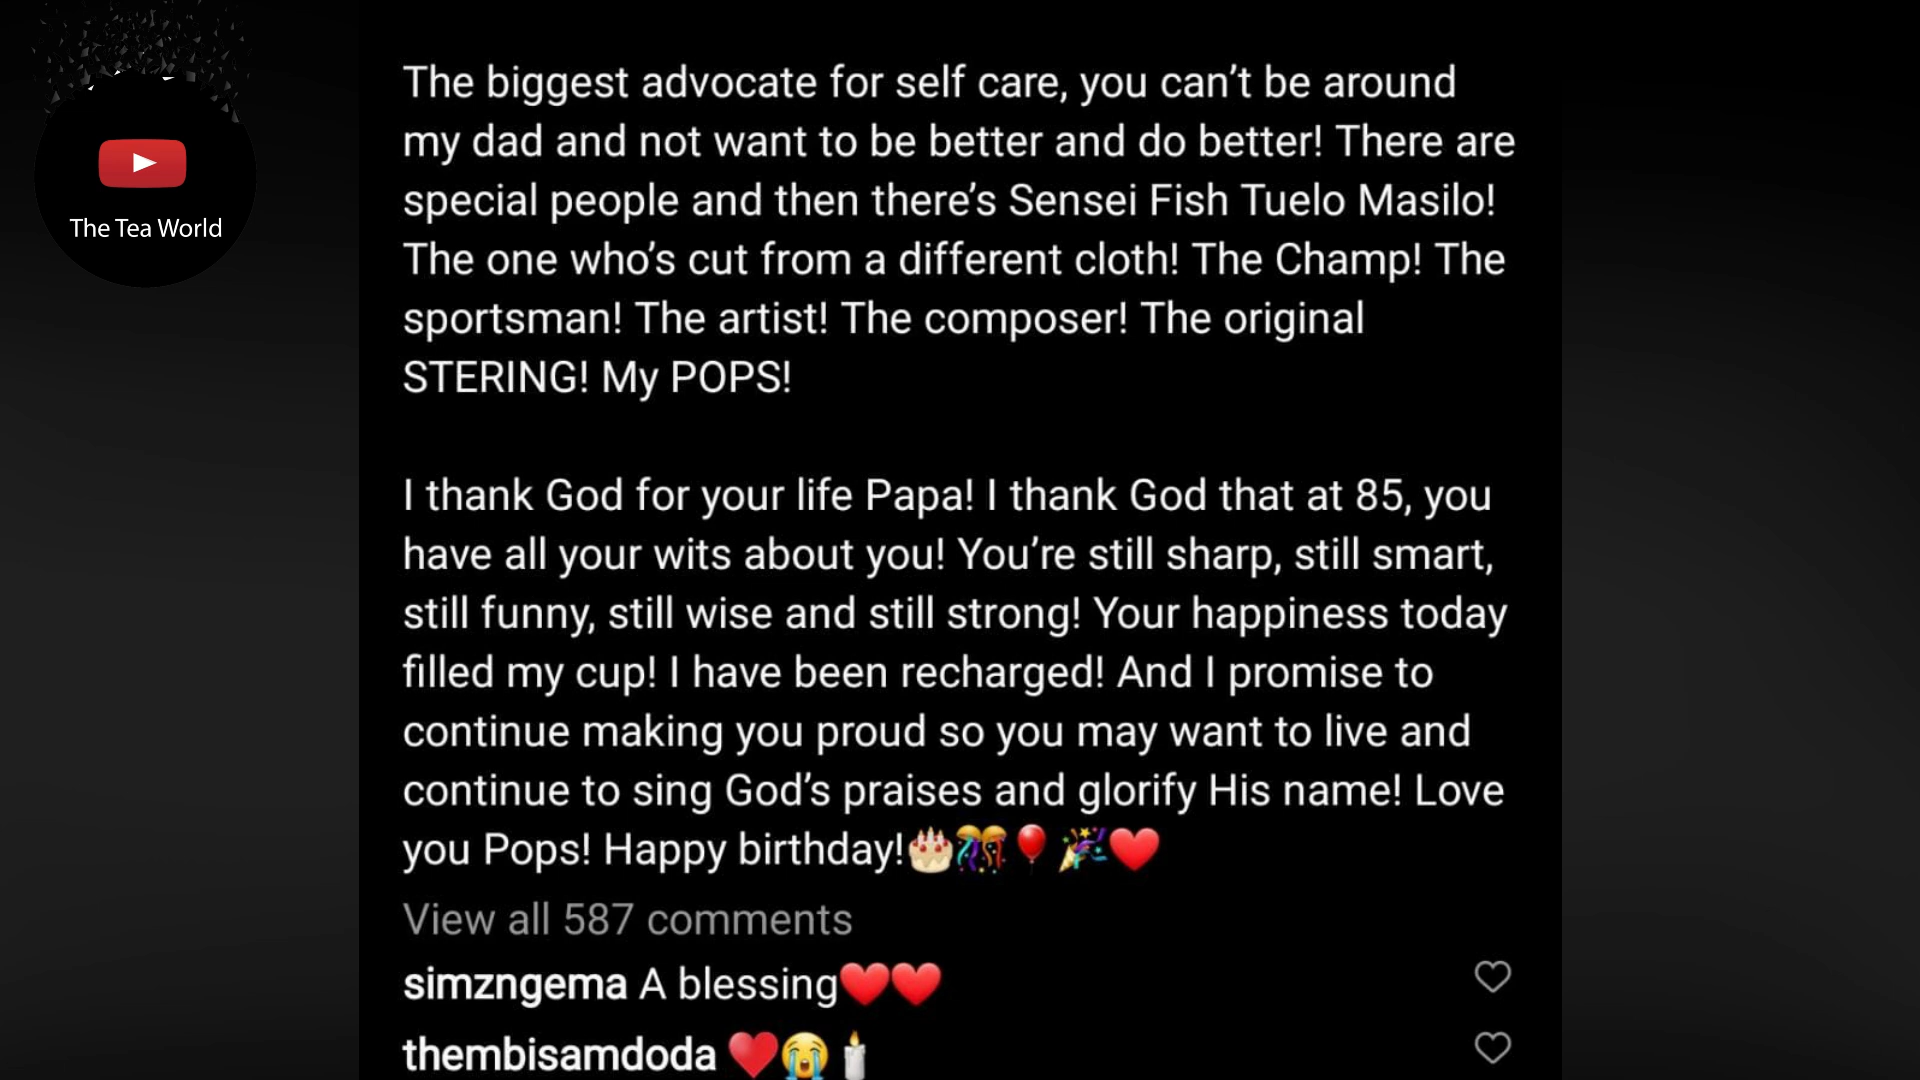 The Tea World
The biggest advocate for self care, you can’t be around
my dad and not want to be better and do better! There are
special people and then there’s Sensei Fish Tuelo Masilo!
The one who’s cut from a different cloth! The Champ! The
sportsman! The artist! The composer! The original
STERING! My POPS!
I thank God for your life Papa! I thank God that at 85, you
have all your wits about you! You’re still sharp, still smart,
still funny, still wise and still strong! Your happiness today
filled my cup! I have been recharged! And I promise to
continue making you proud so you may want to live and
continue to sing God’s praises and glorify His name! Love
you Pops! Happy birthday!🎂🎊🎈🎉❤️
View all 587 comments
simzngema A blessing❤️❤️
thembisamdoda ❤️😭🕯️